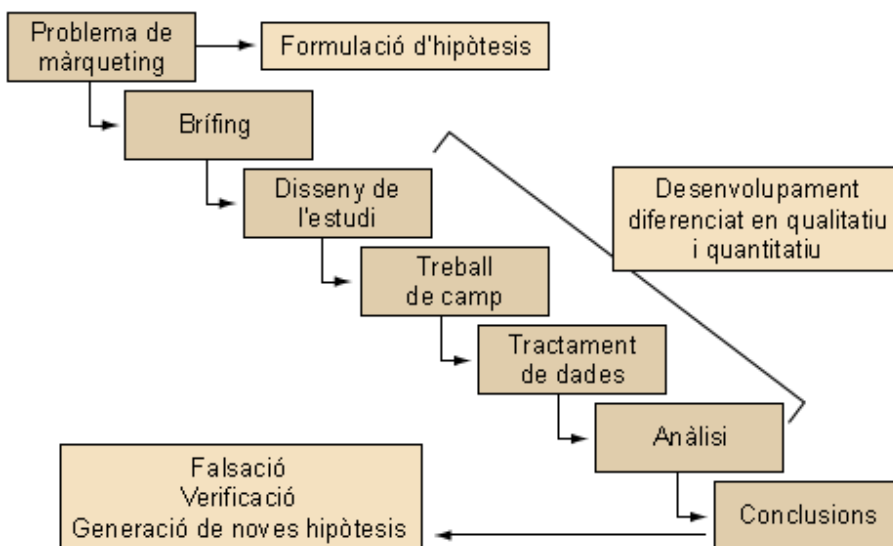 Problema de
màrqueting
Formulació d'hipòtesis
Brífing
Disseny de
l'estudi
Desenvolupament
diferenciat en qualitatiu
i quantitatiu
Treball
de camp
Tractament
de dades
Anàlisi
Falsació
Verificació
Generació de noves hipòtesis
Conclusions